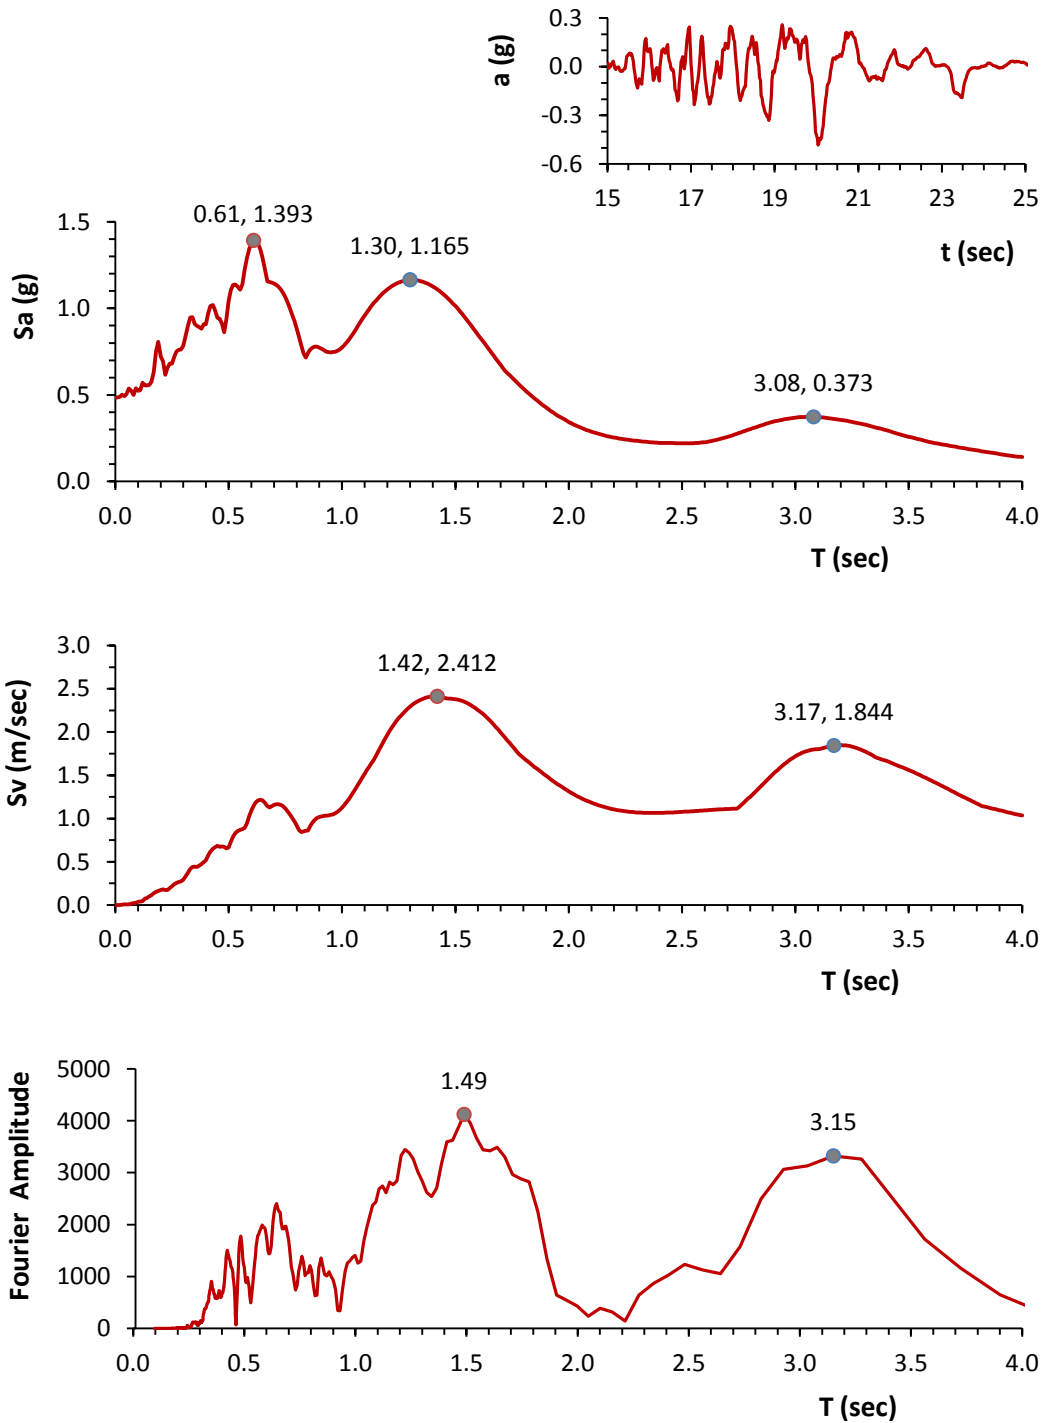 0.3
0.0
-0.3
-0.6
a (g)
15 17 19 21 23 25
t (sec)
0.61, 1.393
1.30, 1.165
3.08, 0.373
1.5
1.0
0.5
0.0
Sa (g)
0.0 0.5 1.0 1.5 2.0 2.5 3.0 3.5 4.0
T (sec)
1.42, 2.412
3.17, 1.844
3.0
2.5
2.0
1.5
1.0
0.5
0.0
Sv (m/sec)
0.0 0.5 1.0 1.5 2.0 2.5 3.0 3.5 4.0
T (sec)
1.49
3.15
5000
4000
3000
2000
1000
0
Fourier Amplitude
0.0 0.5 1.0 1.5 2.0 2.5 3.0 3.5 4.0
T (sec)